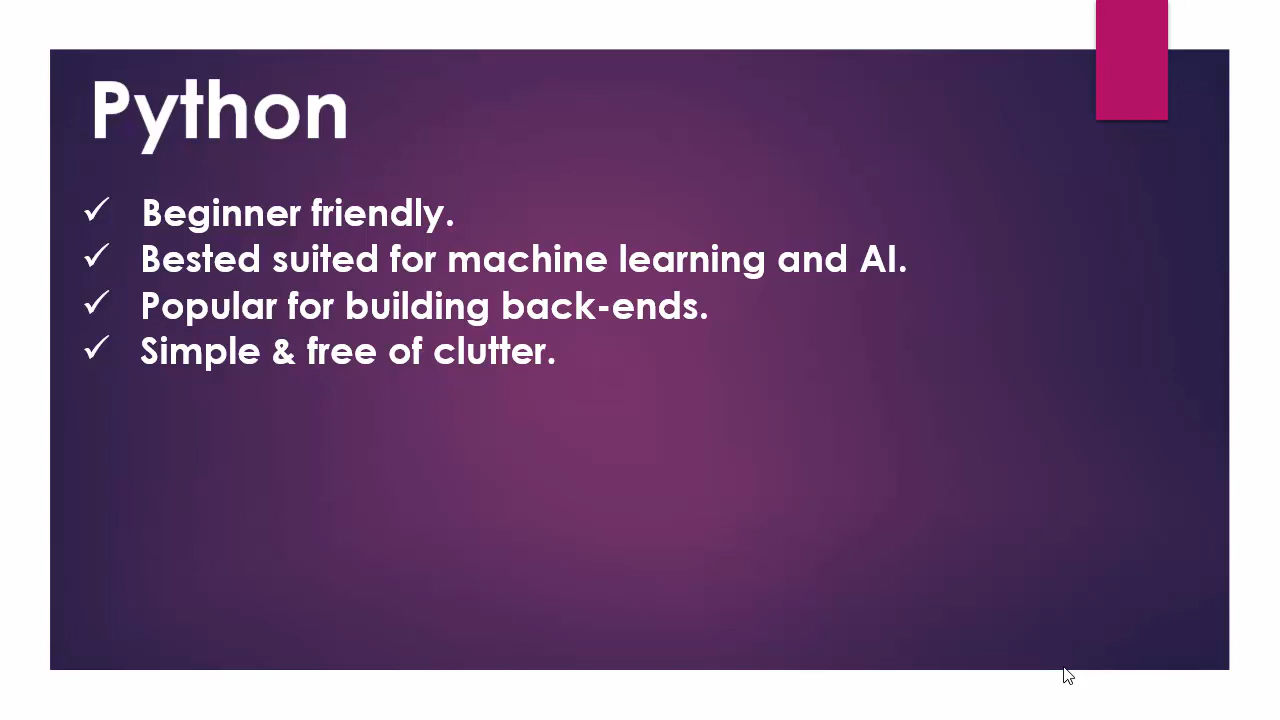 Python
✓ Beginner friendly.
✓ Bested suited for machine learning and AI.
✓ Popular for building back-ends.
✓ Simple & free of clutter.